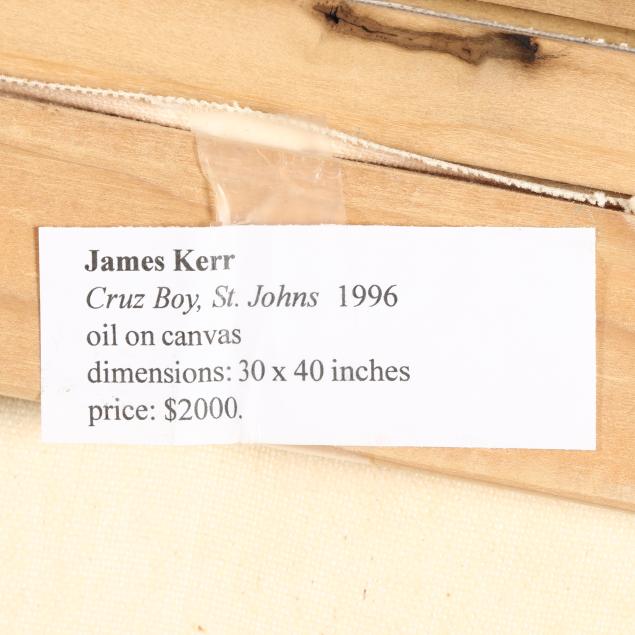 James Kerr
Cruz Boy, St. Johns 1996
oil on canvas
dimensions: 30 x 40 inches
price: $2000.